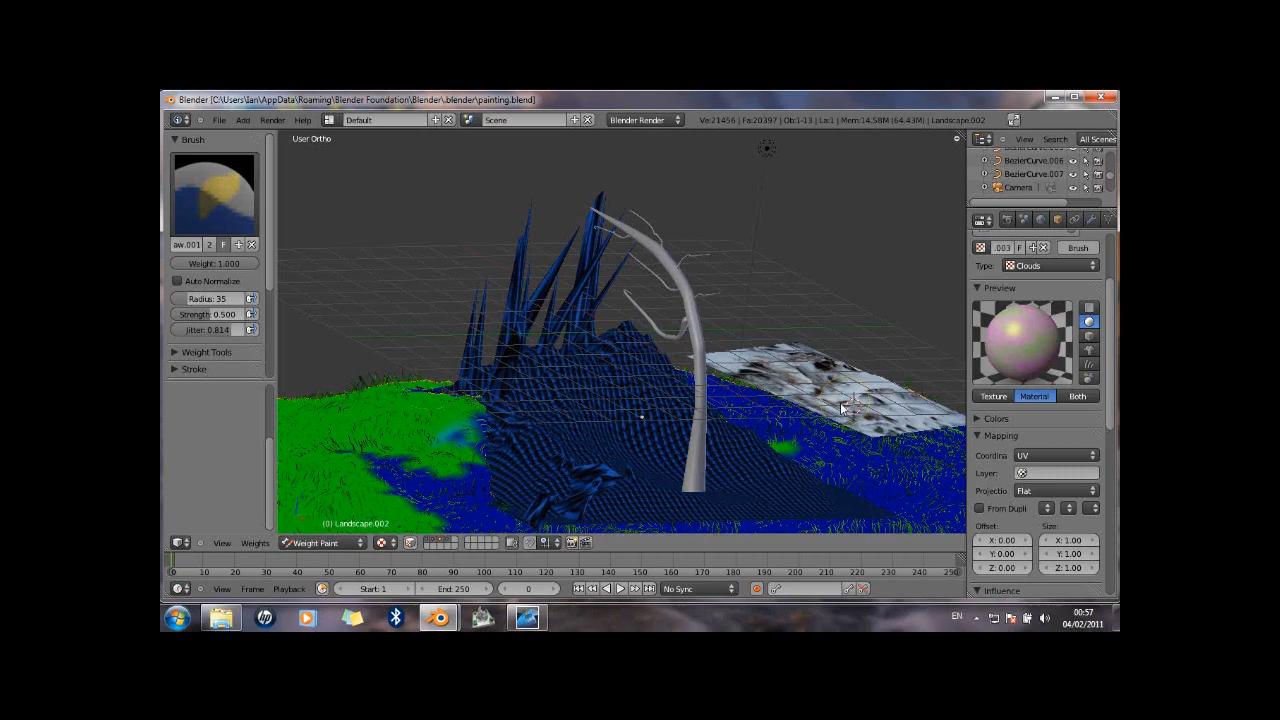 Blender [C:\Users\Ian\AppData\Roaming\Blender Foundation\Blender\.blender\painting.blend]
File Add Render Help Default Scene Blender Render Ve:21456 | Fa:20397 | Ob:1-13 | La:1 | Mem:14.58M (64.43M) | Landscape.002
Brush
User Ortho
View Search All Scenes
BezierCurve.006
BezierCurve.007
Camera
aw.001 2 F
Weight: 1.000
Auto Normalize
Radius: 35
Strength: 0.500
Jitter: 0.814
Weight Tools
Stroke
.003 F Brush
Type: Clouds
Preview
Texture Material Both
Colors
Mapping
Coordina UV
Layer:
Projectio Flat
From Dupli
Offset: Size:
X: 0.00 X: 1.00
Y: 0.00 Y: 1.00
Z: 0.00 Z: 1.00
Influence
(0) Landscape.002
View Weights Weight Paint
0 10 20 30 40 50 60 70 80 90 100 110 120 130 140 150 160 170 180 190 200 210 220 230 240 250
View Frame Playback Start: 1 End: 250 0 No Sync
EN 00:57
04/02/2011